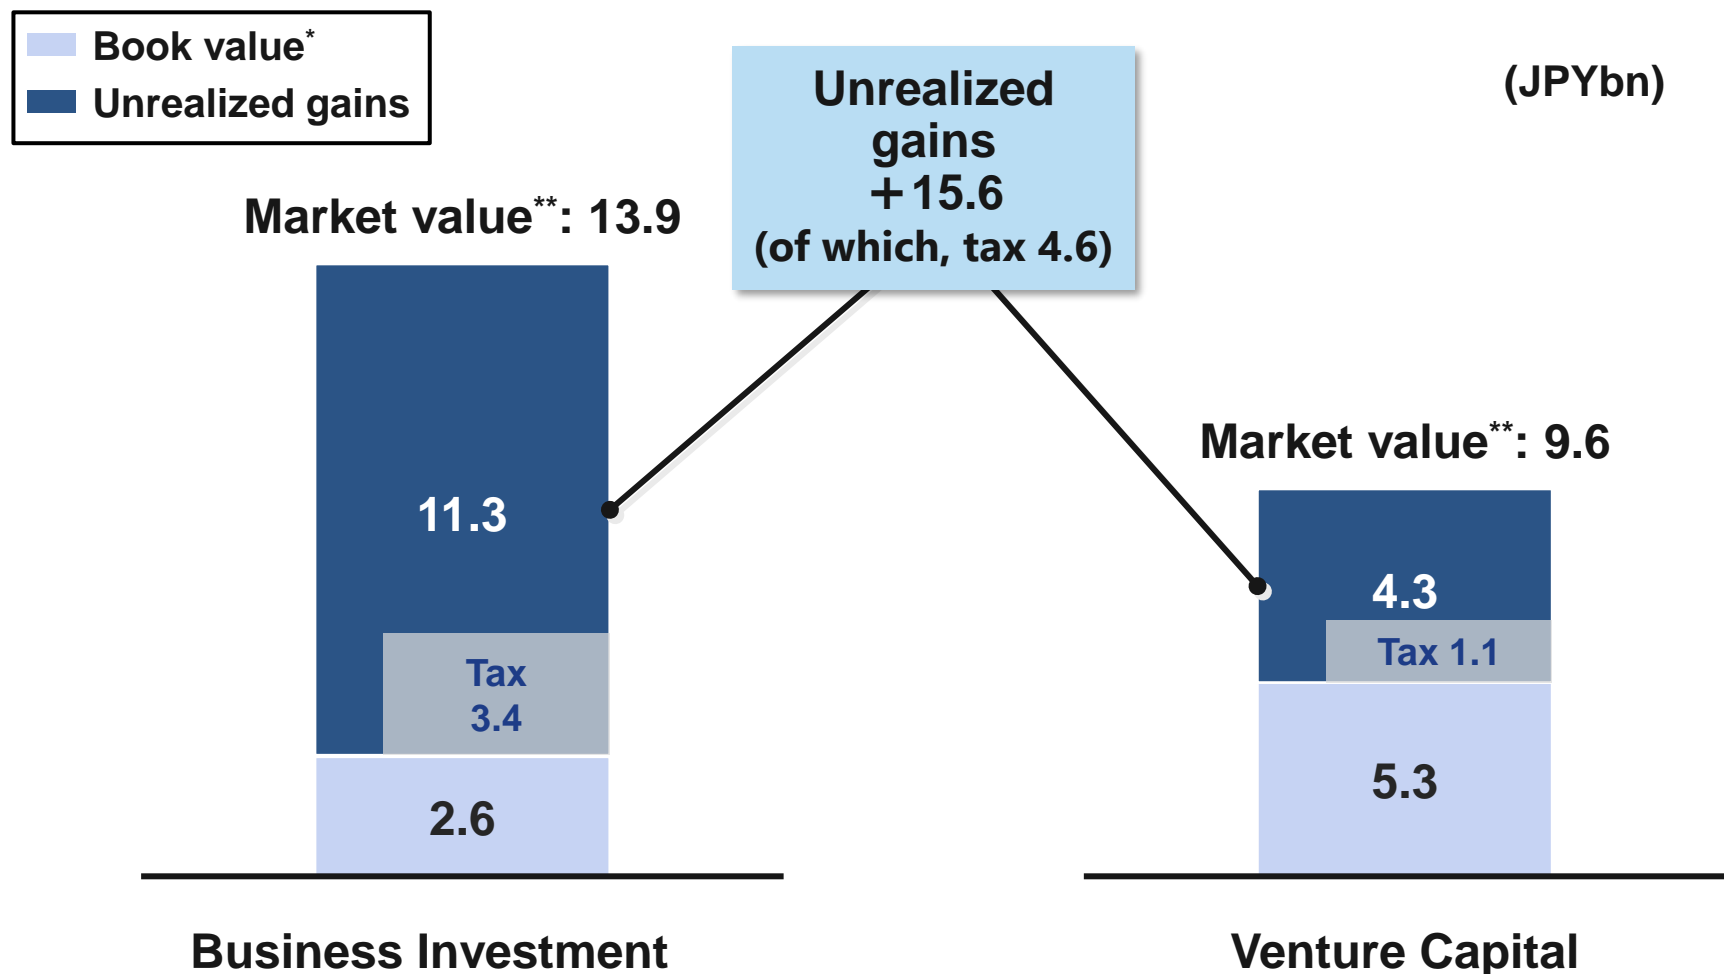 Book value*
Unrealized gains
(JPYbn)
Unrealized
gains
+15.6
(of which, tax 4.6)
Market value**: 13.9
11.3
Tax
3.4
2.6
Business Investment
Market value**: 9.6
4.3
Tax 1.1
5.3
Venture Capital